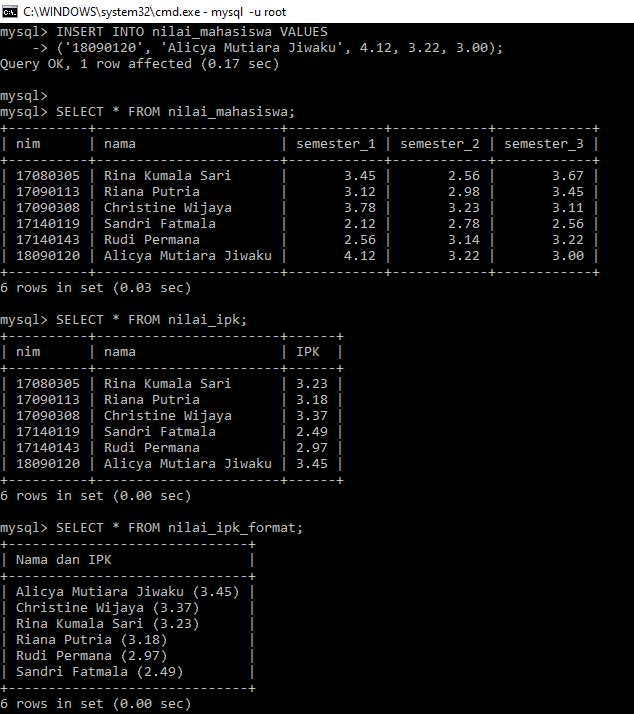 C:\WINDOWS\system32\cmd.exe - mysql  -u root
mysql> INSERT INTO nilai_mahasiswa VALUES
    -> ('18090120', 'Alicya Mutiara Jiwaku', 4.12, 3.22, 3.00);
Query OK, 1 row affected (0.17 sec)
mysql>
mysql> SELECT * FROM nilai_mahasiswa;
+----------+-----------------------+------------+------------+------------+
| nim      | nama                  | semester_1 | semester_2 | semester_3 |
+----------+-----------------------+------------+------------+------------+
| 17080305 | Rina Kumala Sari      |       3.45 |       2.56 |       3.67 |
| 17090113 | Riana Putria          |       3.12 |       2.98 |       3.45 |
| 17090308 | Christine Wijaya      |       3.78 |       3.23 |       3.11 |
| 17140119 | Sandri Fatmala        |       2.12 |       2.78 |       2.56 |
| 17140143 | Rudi Permana          |       2.56 |       3.14 |       3.22 |
| 18090120 | Alicya Mutiara Jiwaku |       4.12 |       3.22 |       3.00 |
+----------+-----------------------+------------+------------+------------+
6 rows in set (0.03 sec)
mysql> SELECT * FROM nilai_ipk;
+----------+-----------------------+------+
| nim      | nama                  | IPK  |
+----------+-----------------------+------+
| 17080305 | Rina Kumala Sari      | 3.23 |
| 17090113 | Riana Putria          | 3.18 |
| 17090308 | Christine Wijaya      | 3.37 |
| 17140119 | Sandri Fatmala        | 2.49 |
| 17140143 | Rudi Permana          | 2.97 |
| 18090120 | Alicya Mutiara Jiwaku | 3.45 |
+----------+-----------------------+------+
6 rows in set (0.00 sec)
mysql> SELECT * FROM nilai_ipk_format;
+------------------------------+
| Nama dan IPK                 |
+------------------------------+
| Alicya Mutiara Jiwaku (3.45) |
| Christine Wijaya (3.37)      |
| Rina Kumala Sari (3.23)      |
| Riana Putria (3.18)          |
| Rudi Permana (2.97)          |
| Sandri Fatmala (2.49)        |
+------------------------------+
6 rows in set (0.00 sec)